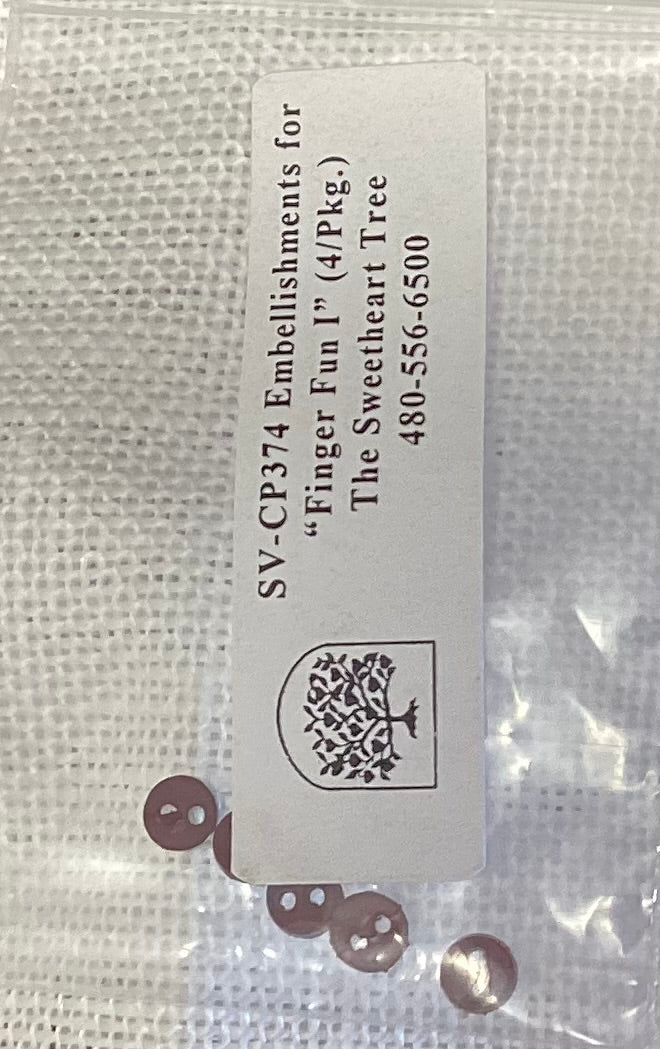 SV-CP374 Embellishments for
“Finger Fun I” (4/Pkg.)
The Sweetheart Tree
480-556-6500